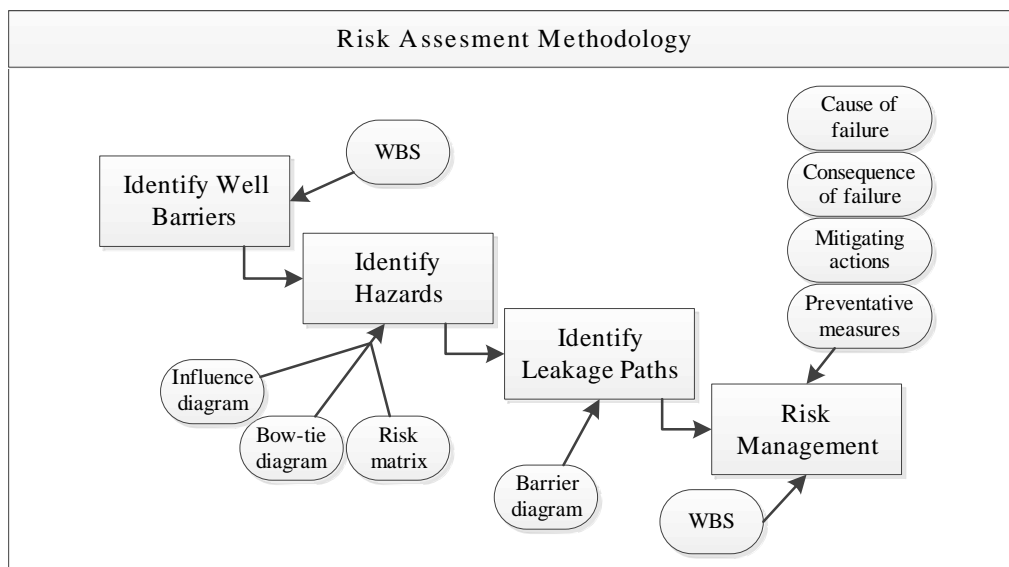 Risk Assesment Methodology
Cause of
failure
WBS
Consequence
of failure
Identify Well
Barriers
Mitigating
actions
Identify
Hazards
Preventative
measures
Identify
Leakage Paths
Influence
diagram
Risk
Management
Bow-tie
diagram
Risk
matrix
Barrier
diagram
WBS